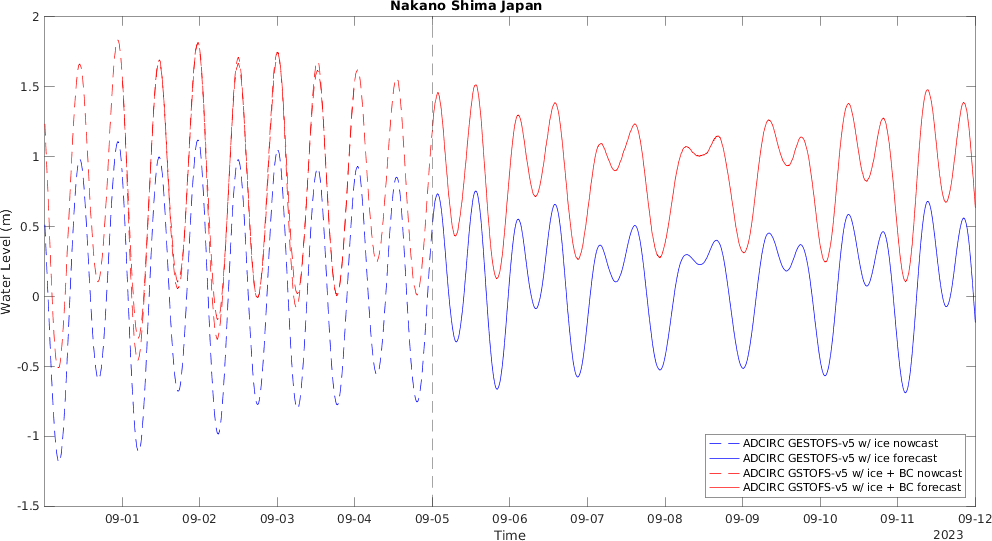 Nakano Shima Japan
2
1.5
1
0.5
0
-0.5
-1
-1.5
Water Level (m)
ADCIRC GESTOFS-v5 w/ ice nowcast
ADCIRC GESTOFS-v5 w/ ice forecast
ADCIRC GSTOFS-v5 w/ ice + BC nowcast
ADCIRC GSTOFS-v5 w/ ice + BC forecast
09-01 09-02 09-03 09-04 09-05 09-06 09-07 09-08 09-09 09-10 09-11 09-12
Time
2023